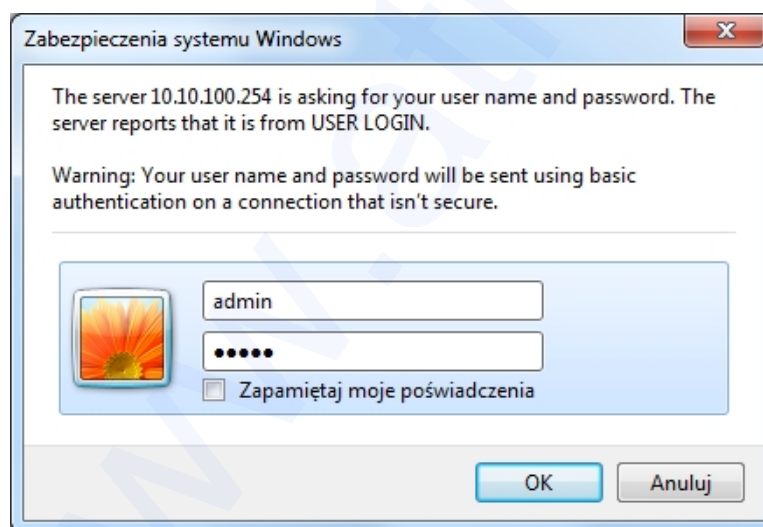 Zabezpieczenia systemu Windows
The server 10.10.100.254 is asking for your user name and password. The
server reports that it is from USER LOGIN.
Warning: Your user name and password will be sent using basic
authentication on a connection that isn't secure.
admin
●●●●●
Zapamiętaj moje poświadczenia
OK Anuluj